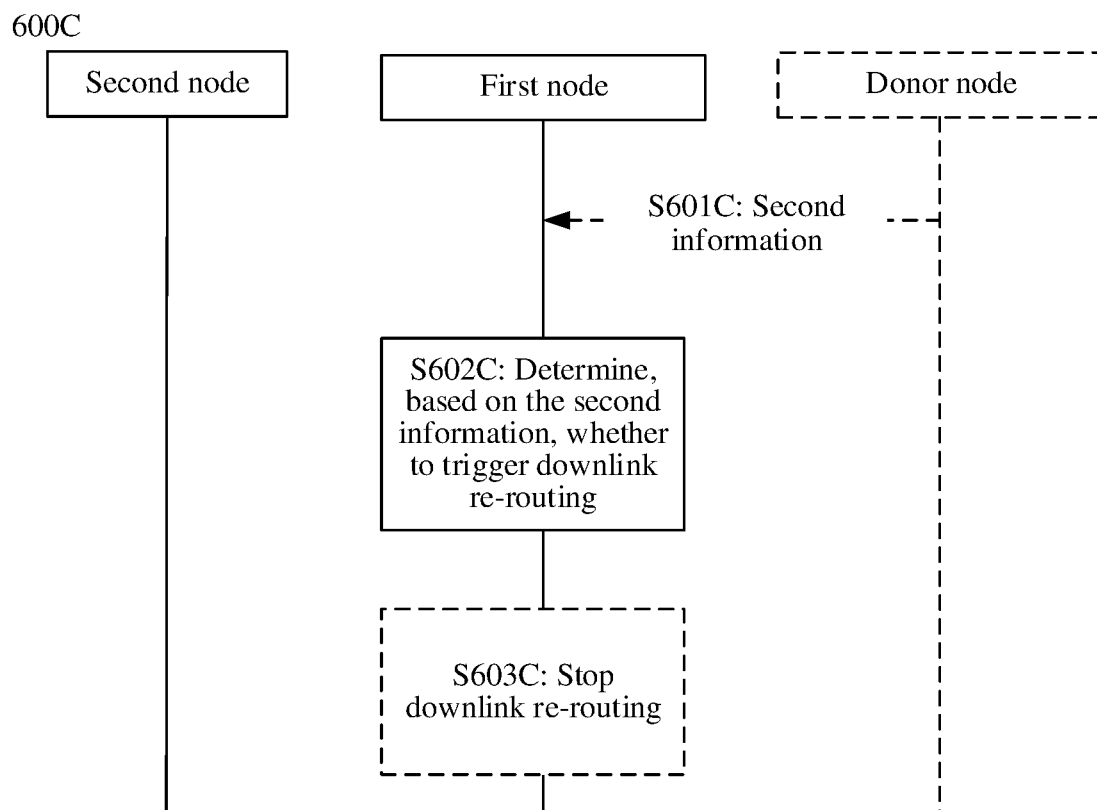 600C
Second node
First node
Donor node
S601C: Second
information
S602C: Determine,
based on the second
information, whether
to trigger downlink
re-routing
S603C: Stop
downlink re-routing